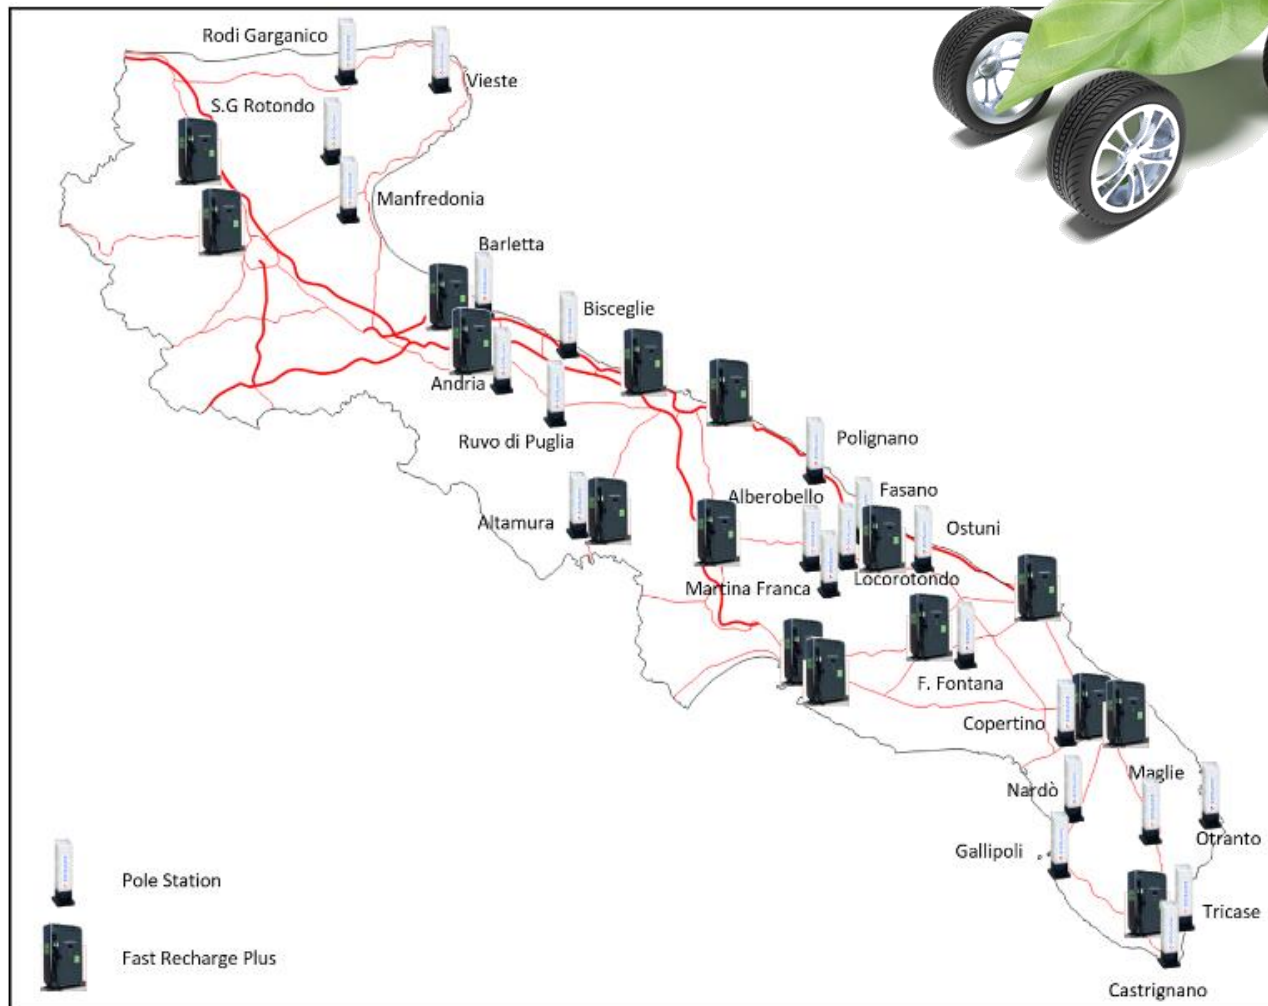 Rodi Garganico
Vieste
S.G Rotondo
Manfredonia
Barletta
Bisceglie
Andria
Ruvo di Puglia
Polignano
Alberobello
Fasano
Altamura
Ostuni
Martina Franca
Locorotondo
F. Fontana
Copertino
Maglie
Nardò
Otranto
Gallipoli
Pole Station
Tricase
Fast Recharge Plus
Castrignano